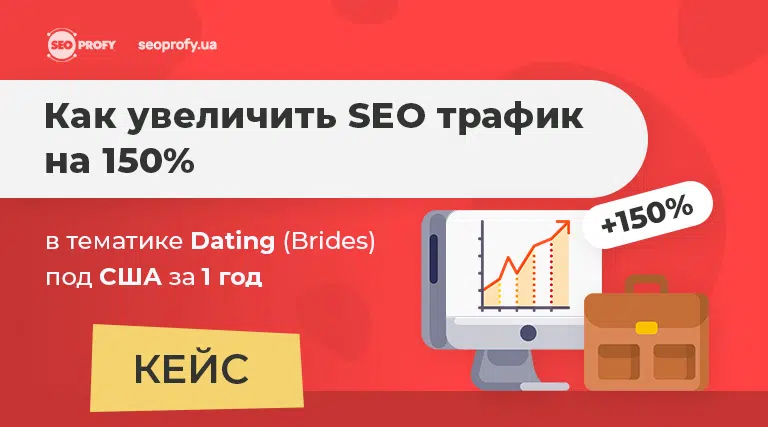 SEO PROFY seoprofy.ua
Как увеличить SEO трафик
на 150%
+150%
в тематике Dating (Brides)
под США за 1 год
КЕЙС